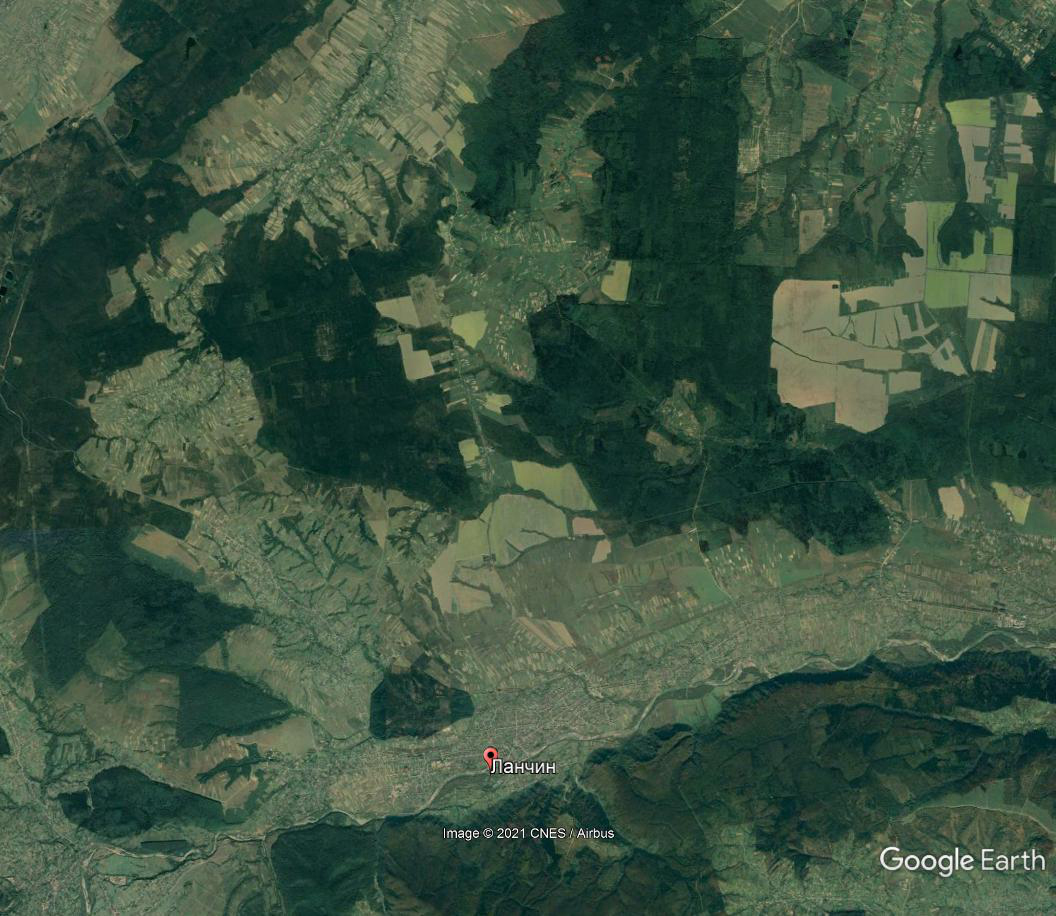 Ланчин
Image © 2021 CNES / Airbus
Google Earth